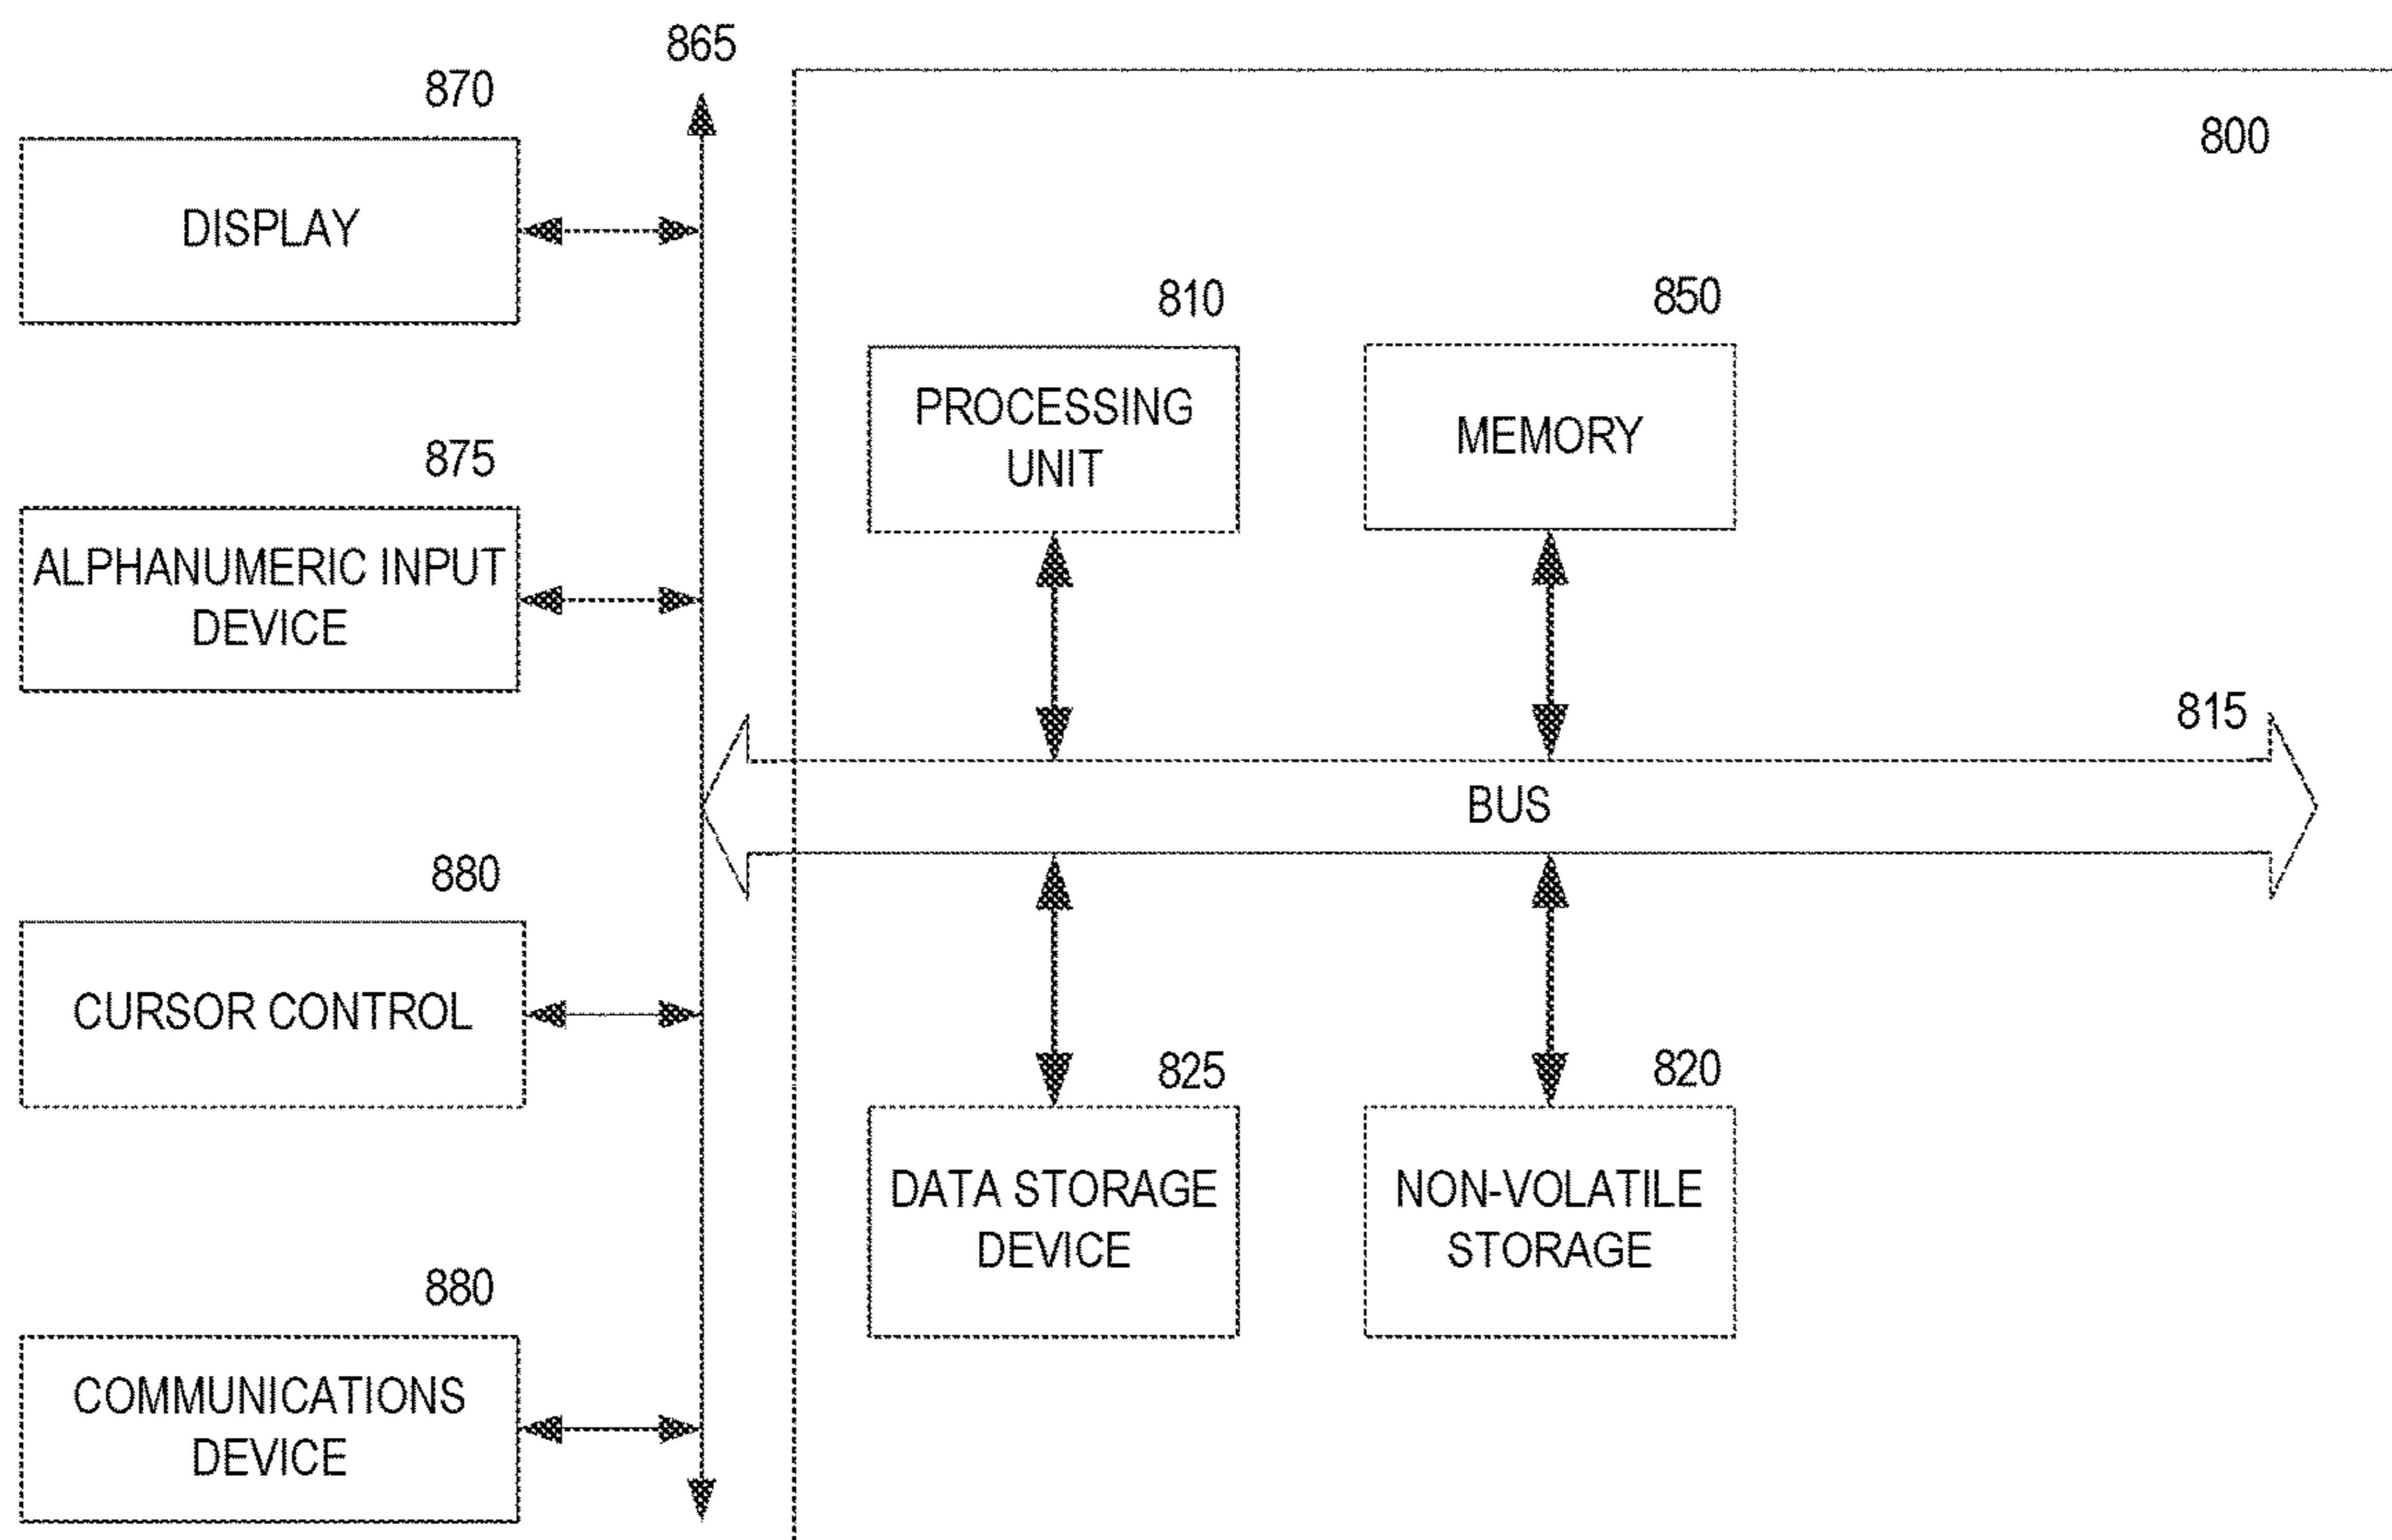 865
870
800
DISPLAY
810
850
PROCESSING
UNIT
MEMORY
875
ALPHANUMERIC INPUT
DEVICE
815
BUS
880
CURSOR CONTROL
825
820
DATA STORAGE
DEVICE
NON-VOLATILE
STORAGE
880
COMMUNICATIONS
DEVICE